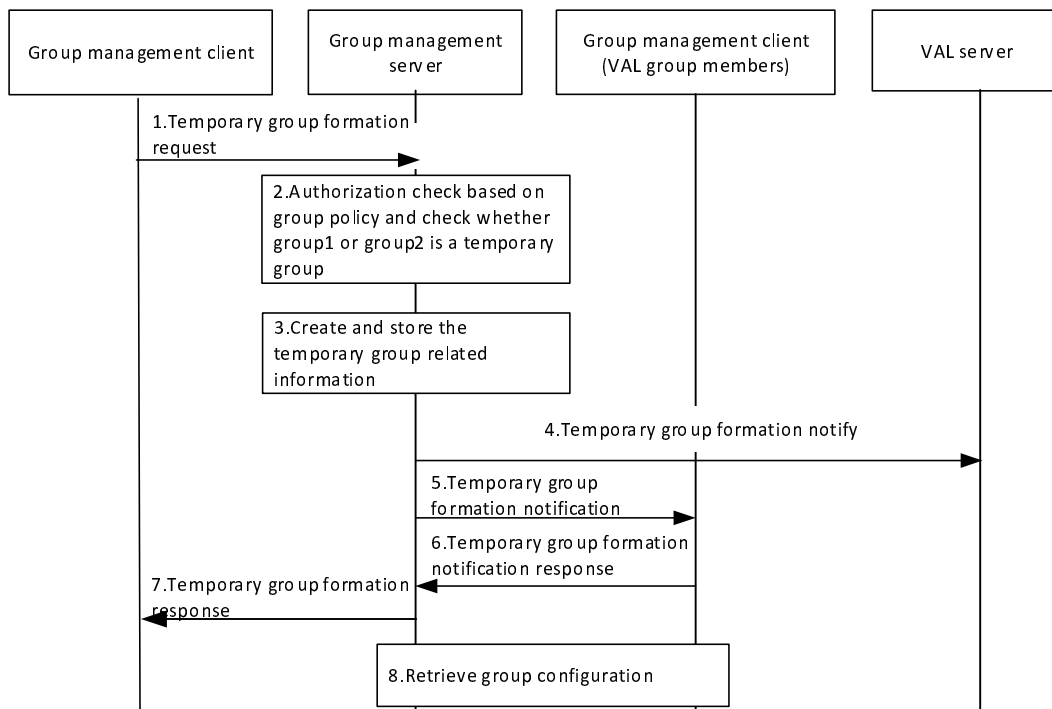 Group management client
Group management
server
Group management client
(VAL group members)
VAL server
1.Temporary group formation
request
2.Authorization check based on
group policy and check whether
group1 or group2 is a temporary
group
3.Create and store the
temporary group related
information
4.Temporary group formation notify
5.Temporary group
formation notification
6.Temporary group formation
notification response
7.Temporary group formation
response
8.Retrieve group configuration